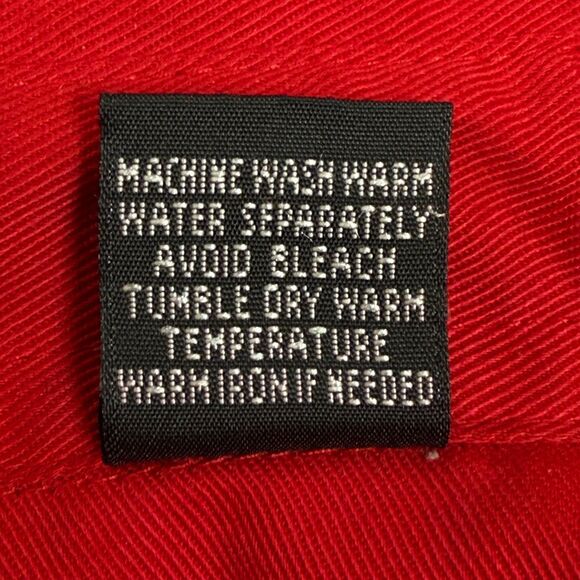 MACHINE WASH WARM
WATER SEPARATELY
AVOID BLEACH
TUMBLE DRY WARM
TEMPERATURE
WARM IRON IF NEEDED